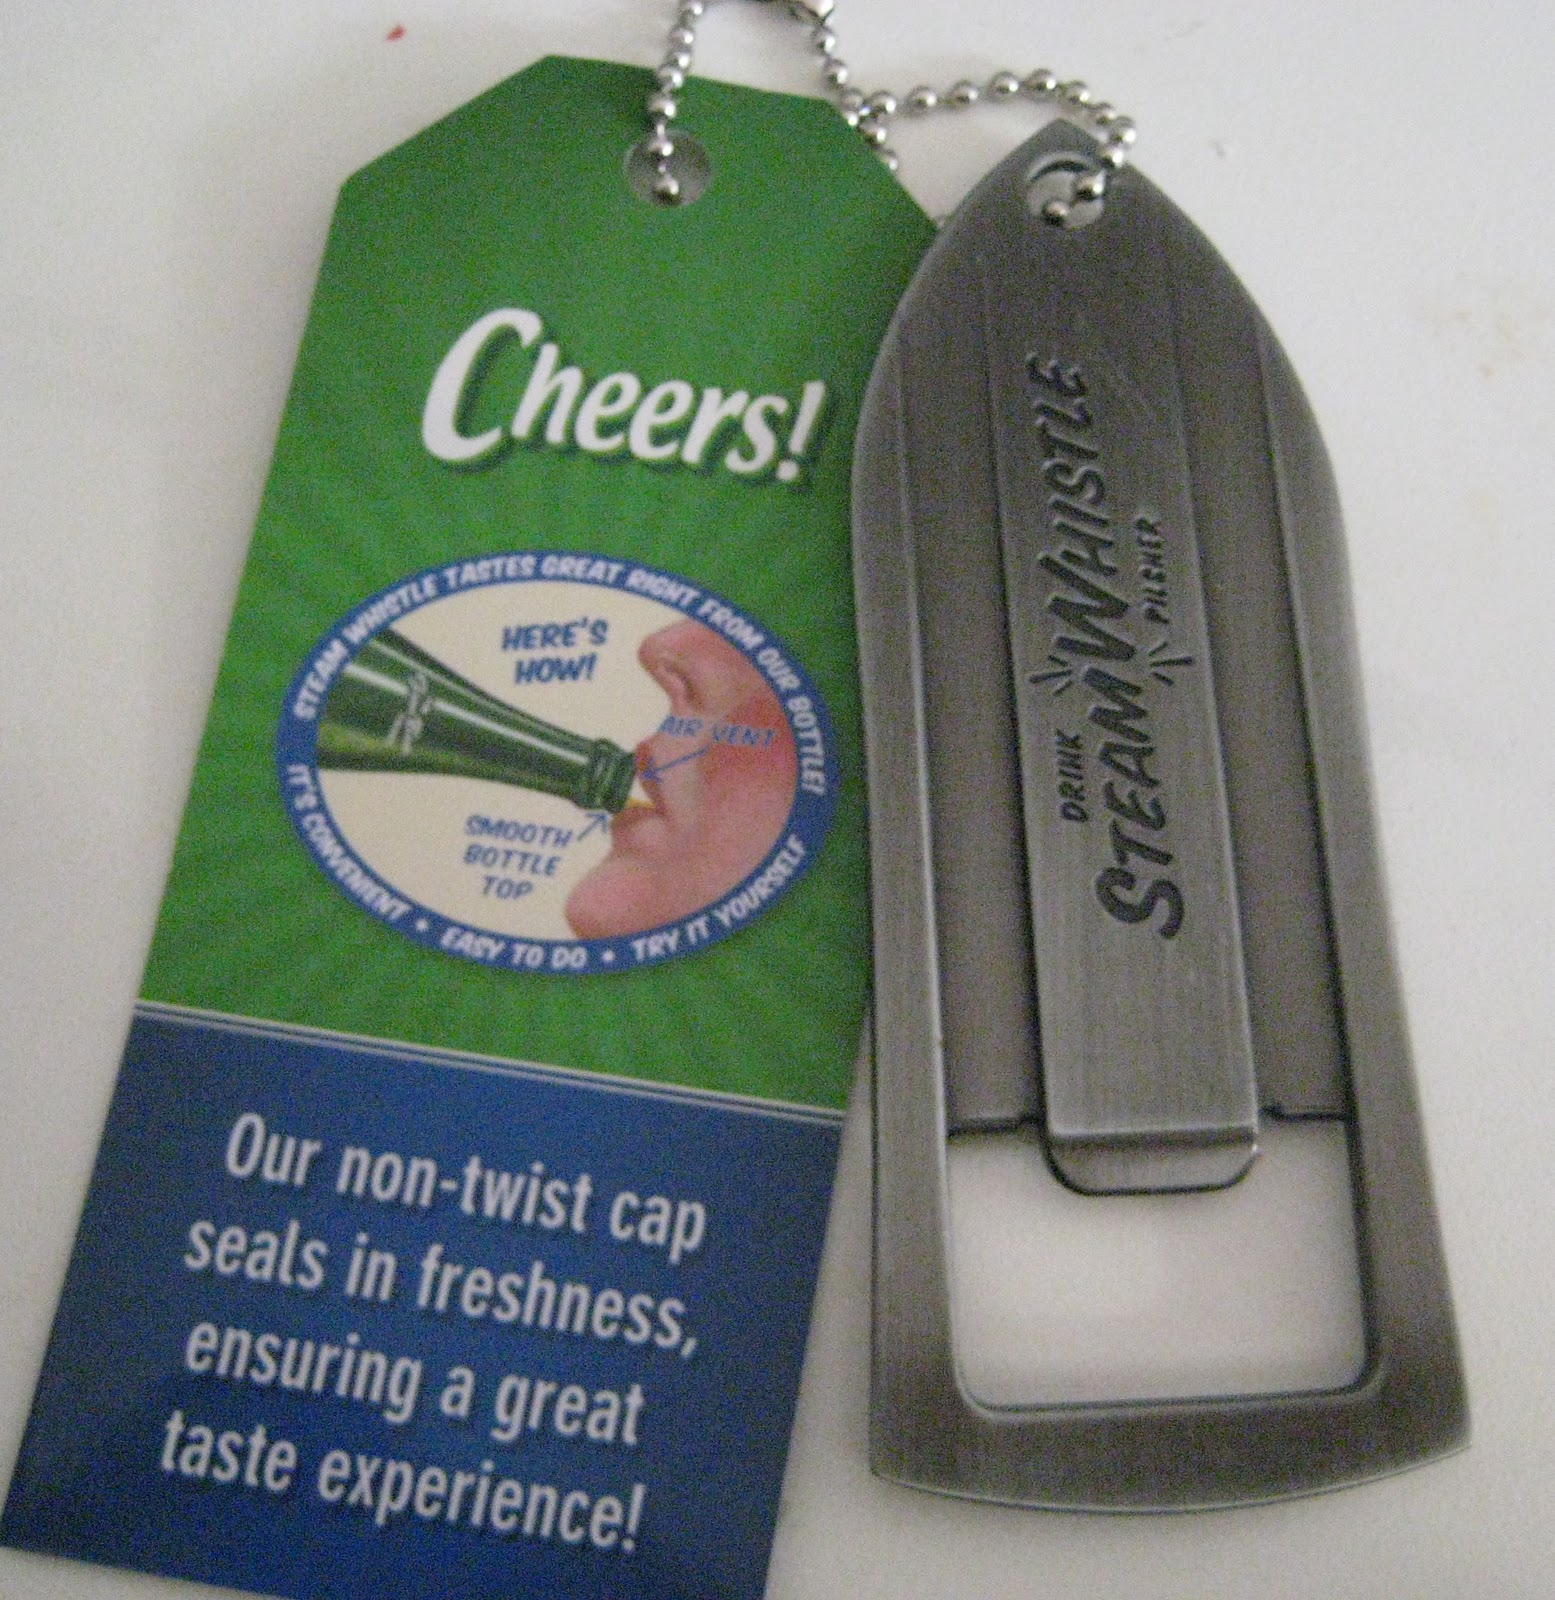 Cheers!
STEAM WHISTLE TASTES GREAT RIGHT FROM OUR BOTTLE!
HERE'S
HOW!
AIR VENT
SMOOTH
BOTTLE
TOP
IT'S CONVENIENT • EASY TO DO • TRY IT YOURSELF
Our non-twist cap
seals in freshness,
ensuring a great
taste experience!
DRINK
STEAM WHISTLE
PILSNER